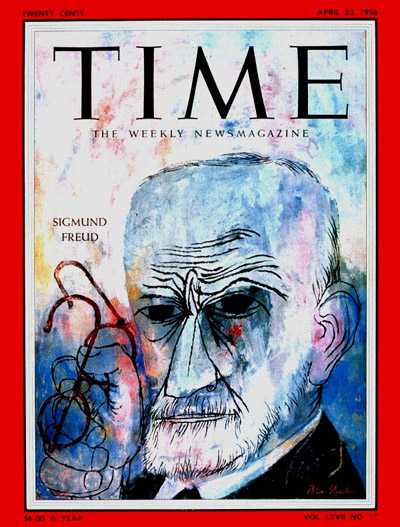 TWENTY CENTS
APRIL 23, 1956
TIME
THE WEEKLY NEWSMAGAZINE
SIGMUND
FREUD
$6.00 A YEAR
VOL. LXVII NO. 17